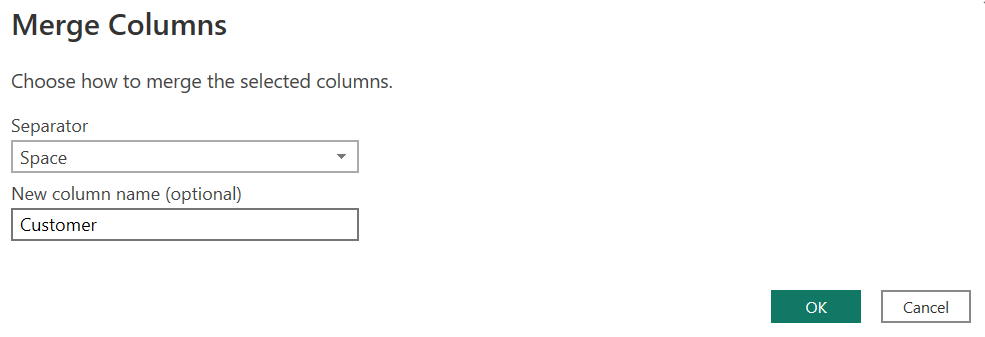 Merge Columns
Choose how to merge the selected columns.
Separator
Space
New column name (optional)
Customer
OK
Cancel